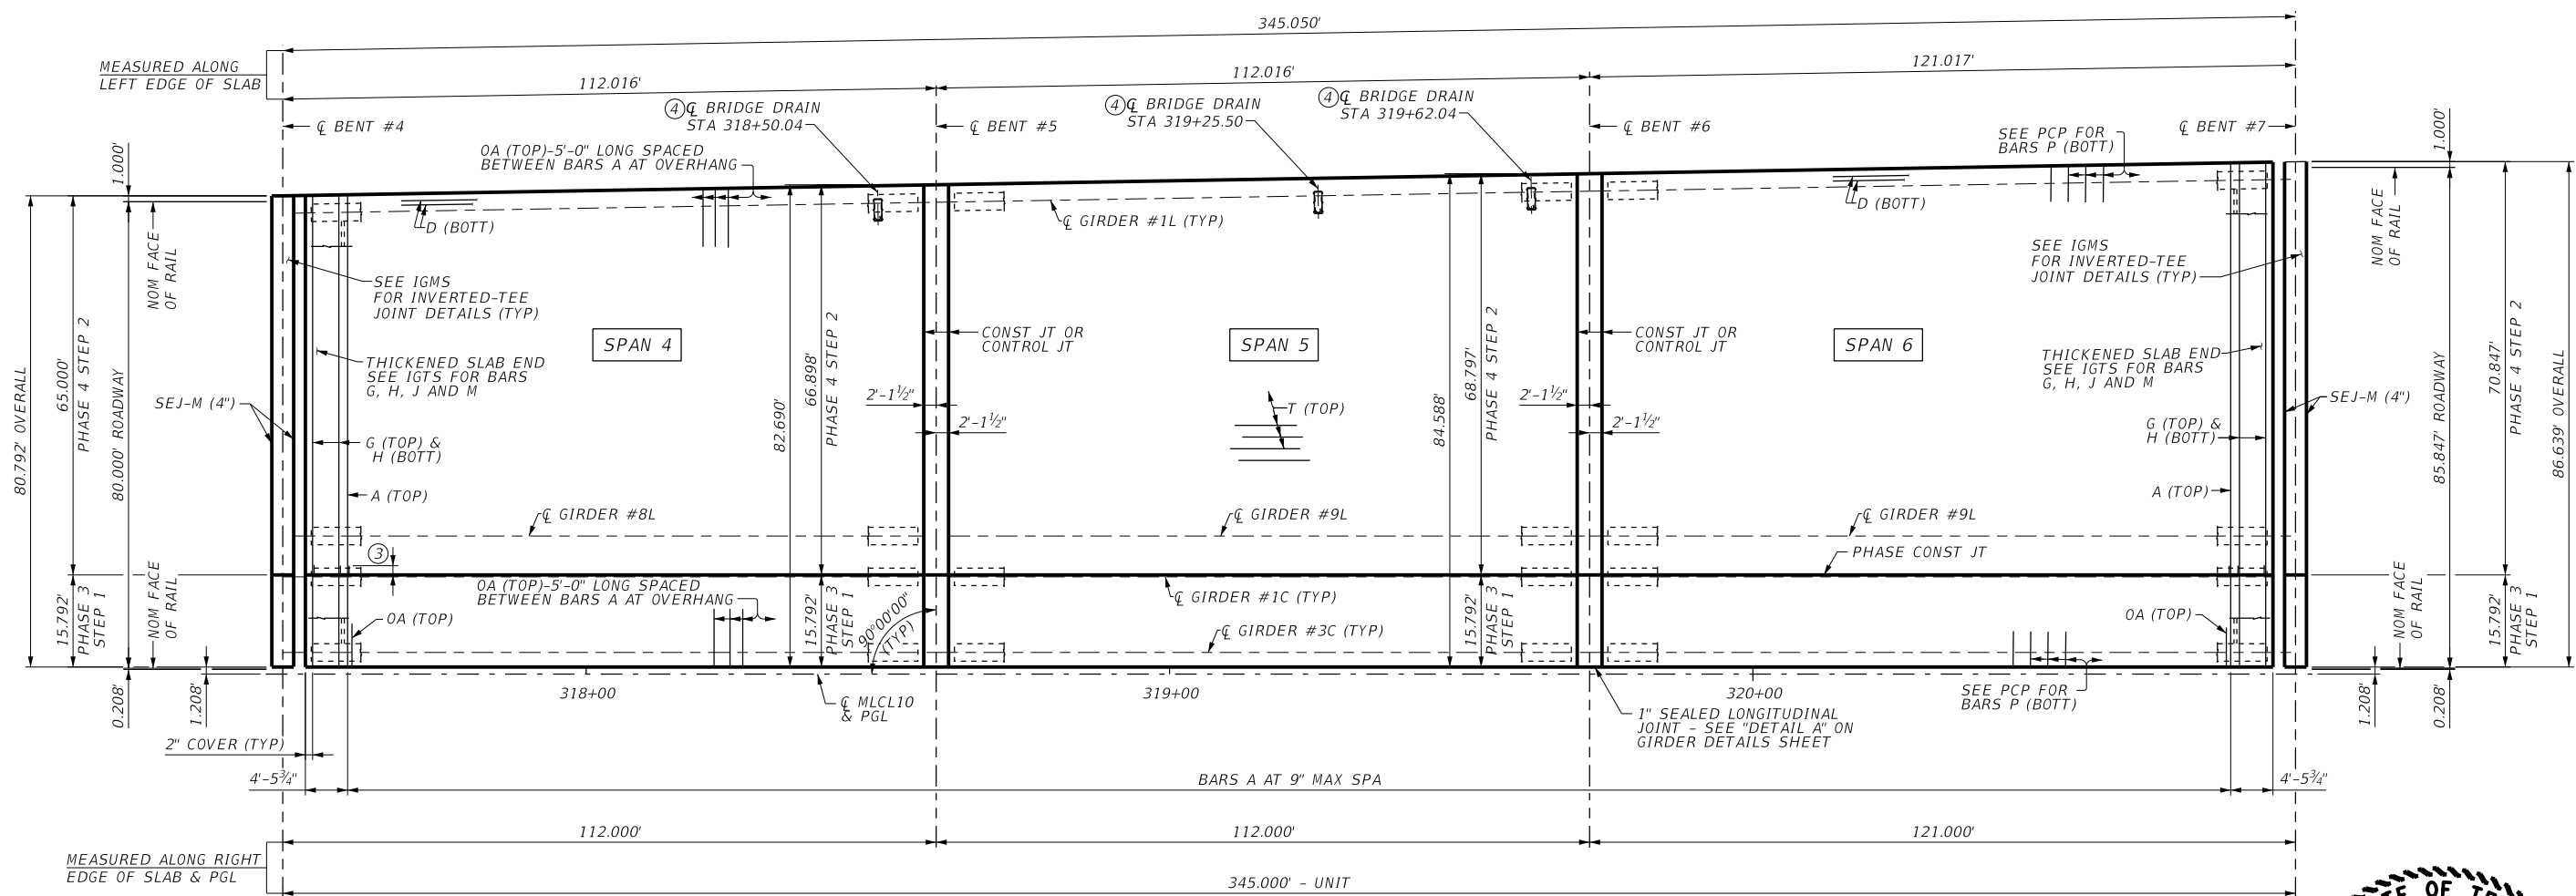 345.050'
MEASURED ALONG
LEFT EDGE OF SLAB
112.016'
112.016'
121.017'
℄ BENT #4
4 ℄ BRIDGE DRAIN
STA 318+50.04
℄ BENT #5
4 ℄ BRIDGE DRAIN
STA 319+25.50
4 ℄ BRIDGE DRAIN
STA 319+62.04
℄ BENT #6
SEE PCP FOR
BARS P (BOTT)
℄ BENT #7
1.000'
1.000'
OA (TOP)-5'-0" LONG SPACED
BETWEEN BARS A AT OVERHANG
D (BOTT)
℄ GIRDER #1L (TYP)
D (BOTT)
NOM FACE
OF RAIL
NOM FACE
OF RAIL
SEE IGMS
FOR INVERTED-TEE
JOINT DETAILS (TYP)
SEE IGMS
FOR INVERTED-TEE
JOINT DETAILS (TYP)
SPAN 4
SPAN 5
SPAN 6
CONST JT OR
CONTROL JT
CONST JT OR
CONTROL JT
THICKENED SLAB END
SEE IGTS FOR BARS
G, H, J AND M
THICKENED SLAB END
SEE IGTS FOR BARS
G, H, J AND M
80.792' OVERALL
65.000'
PHASE 4 STEP 2
80.000' ROADWAY
SEJ-M (4")
82.690'
66.898'
PHASE 4 STEP 2
2'-1½"
2'-1½"
T (TOP)
84.588'
68.797'
PHASE 4 STEP 2
2'-1½"
2'-1½"
SEJ-M (4")
85.847' ROADWAY
70.847'
PHASE 4 STEP 2
86.639' OVERALL
G (TOP) &
H (BOTT)
G (TOP) &
H (BOTT)
A (TOP)
A (TOP)
℄ GIRDER #8L
℄ GIRDER #9L
℄ GIRDER #9L
3
PHASE CONST JT
OA (TOP)-5'-0" LONG SPACED
BETWEEN BARS A AT OVERHANG
℄ GIRDER #1C (TYP)
15.792'
PHASE 3
STEP 1
NOM FACE
OF RAIL
OA (TOP)
15.792'
PHASE 3
STEP 1
90°00'00"
(TYP)
℄ GIRDER #3C (TYP)
15.792'
PHASE 3
STEP 1
OA (TOP)
NOM FACE
OF RAIL
15.792'
PHASE 3
STEP 1
0.208'
1.208'
318+00
℄ MLCL10
& PGL
319+00
320+00
1" SEALED LONGITUDINAL
JOINT - SEE "DETAIL A" ON
GIRDER DETAILS SHEET
SEE PCP FOR
BARS P (BOTT)
1.208'
0.208'
2" COVER (TYP)
4'-5¾"
BARS A AT 9" MAX SPA
4'-5¾"
112.000'
112.000'
121.000'
MEASURED ALONG RIGHT
EDGE OF SLAB & PGL
345.000' - UNIT
OF